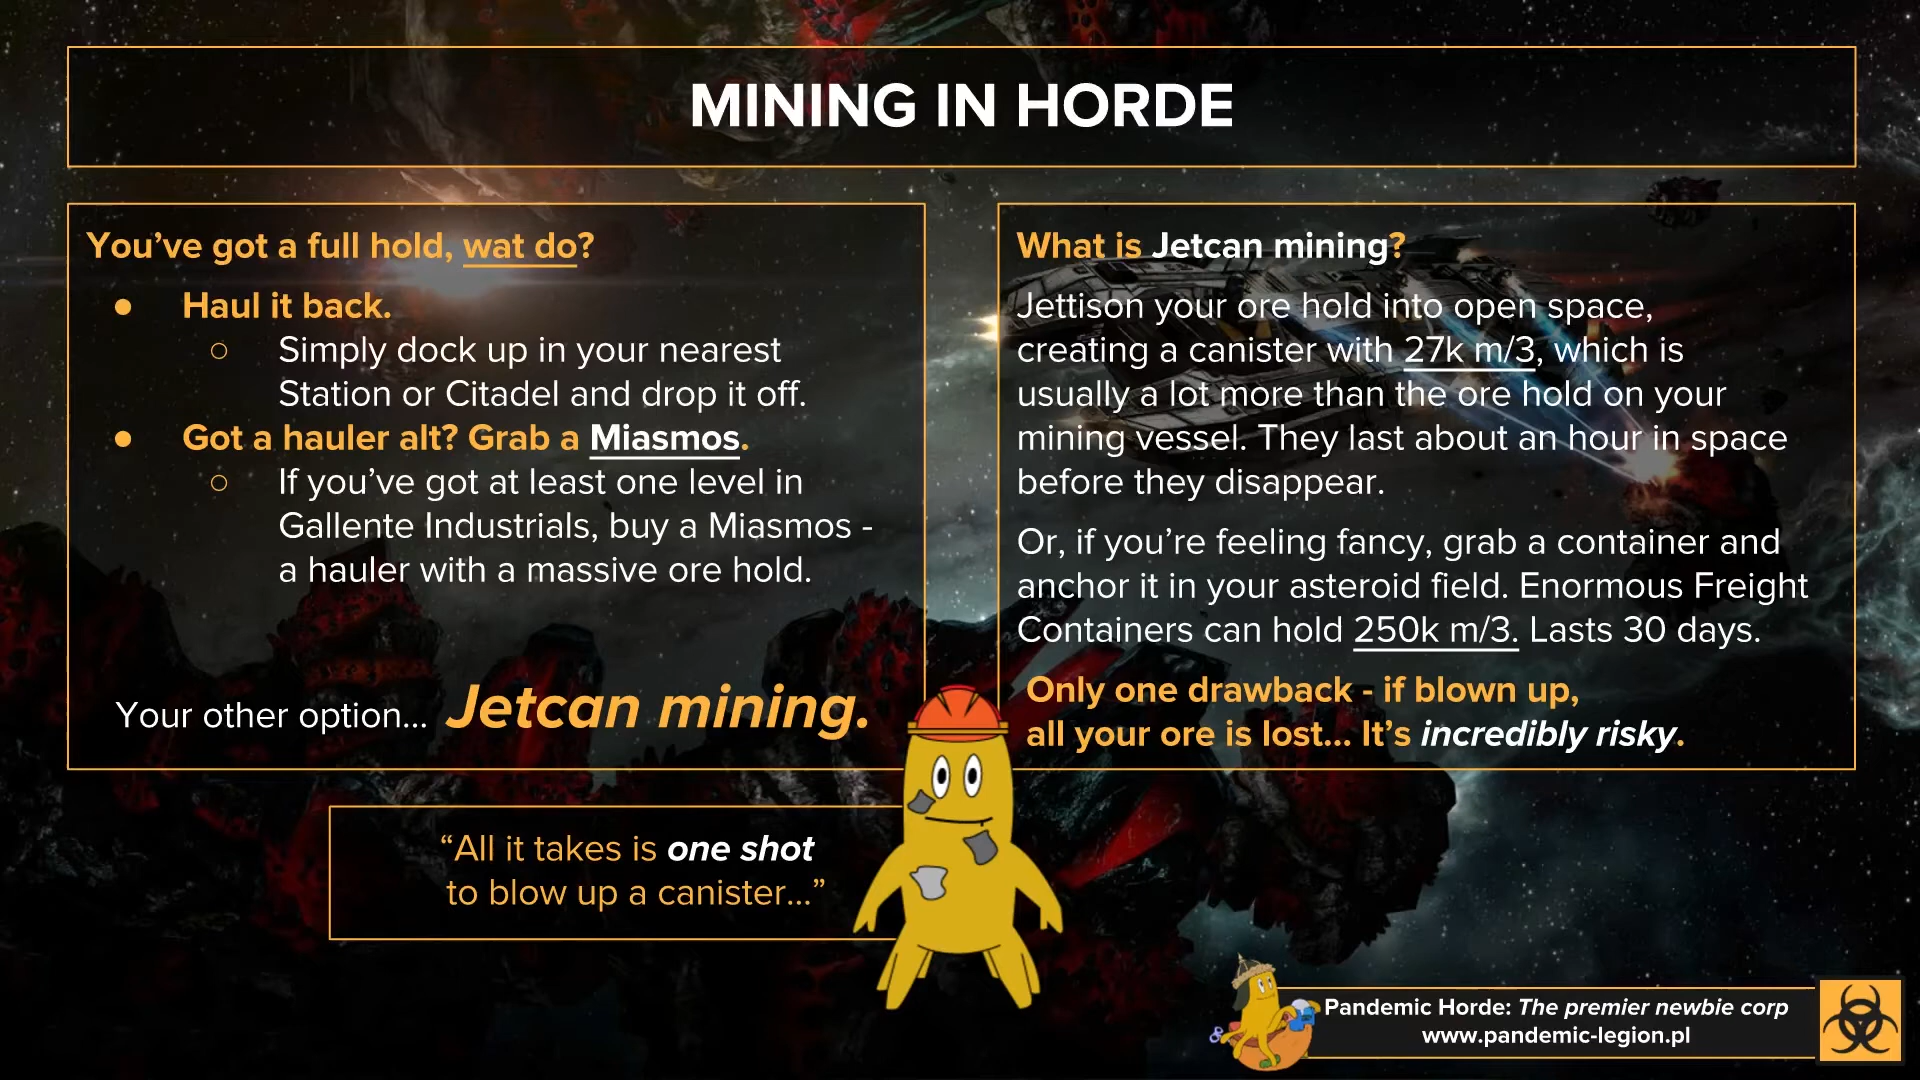 MINING IN HORDE
You’ve got a full hold, wat do?
● Haul it back.
○ Simply dock up in your nearest
Station or Citadel and drop it off.
● Got a hauler alt? Grab a Miasmos.
○ If you’ve got at least one level in
Gallente Industrials, buy a Miasmos -
a hauler with a massive ore hold.
Your other option... Jetcan mining.
What is Jetcan mining?
Jettison your ore hold into open space,
creating a canister with 27k m/3, which is
usually a lot more than the ore hold on your
mining vessel. They last about an hour in space
before they disappear.
Or, if you’re feeling fancy, grab a container and
anchor it in your asteroid field. Enormous Freight
Containers can hold 250k m/3. Lasts 30 days.
Only one drawback - if blown up,
all your ore is lost... It’s incredibly risky.
“All it takes is one shot
to blow up a canister...”
Pandemic Horde: The premier newbie corp
www.pandemic-legion.pl